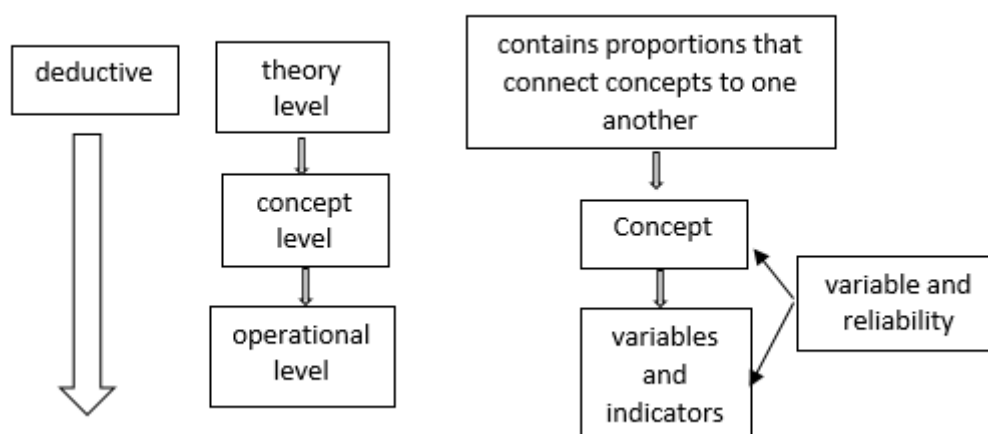 deductive
theory
level
concept
level
operational
level
contains proportions that
connect concepts to one
another
Concept
variables
and
indicators
variable and
reliability